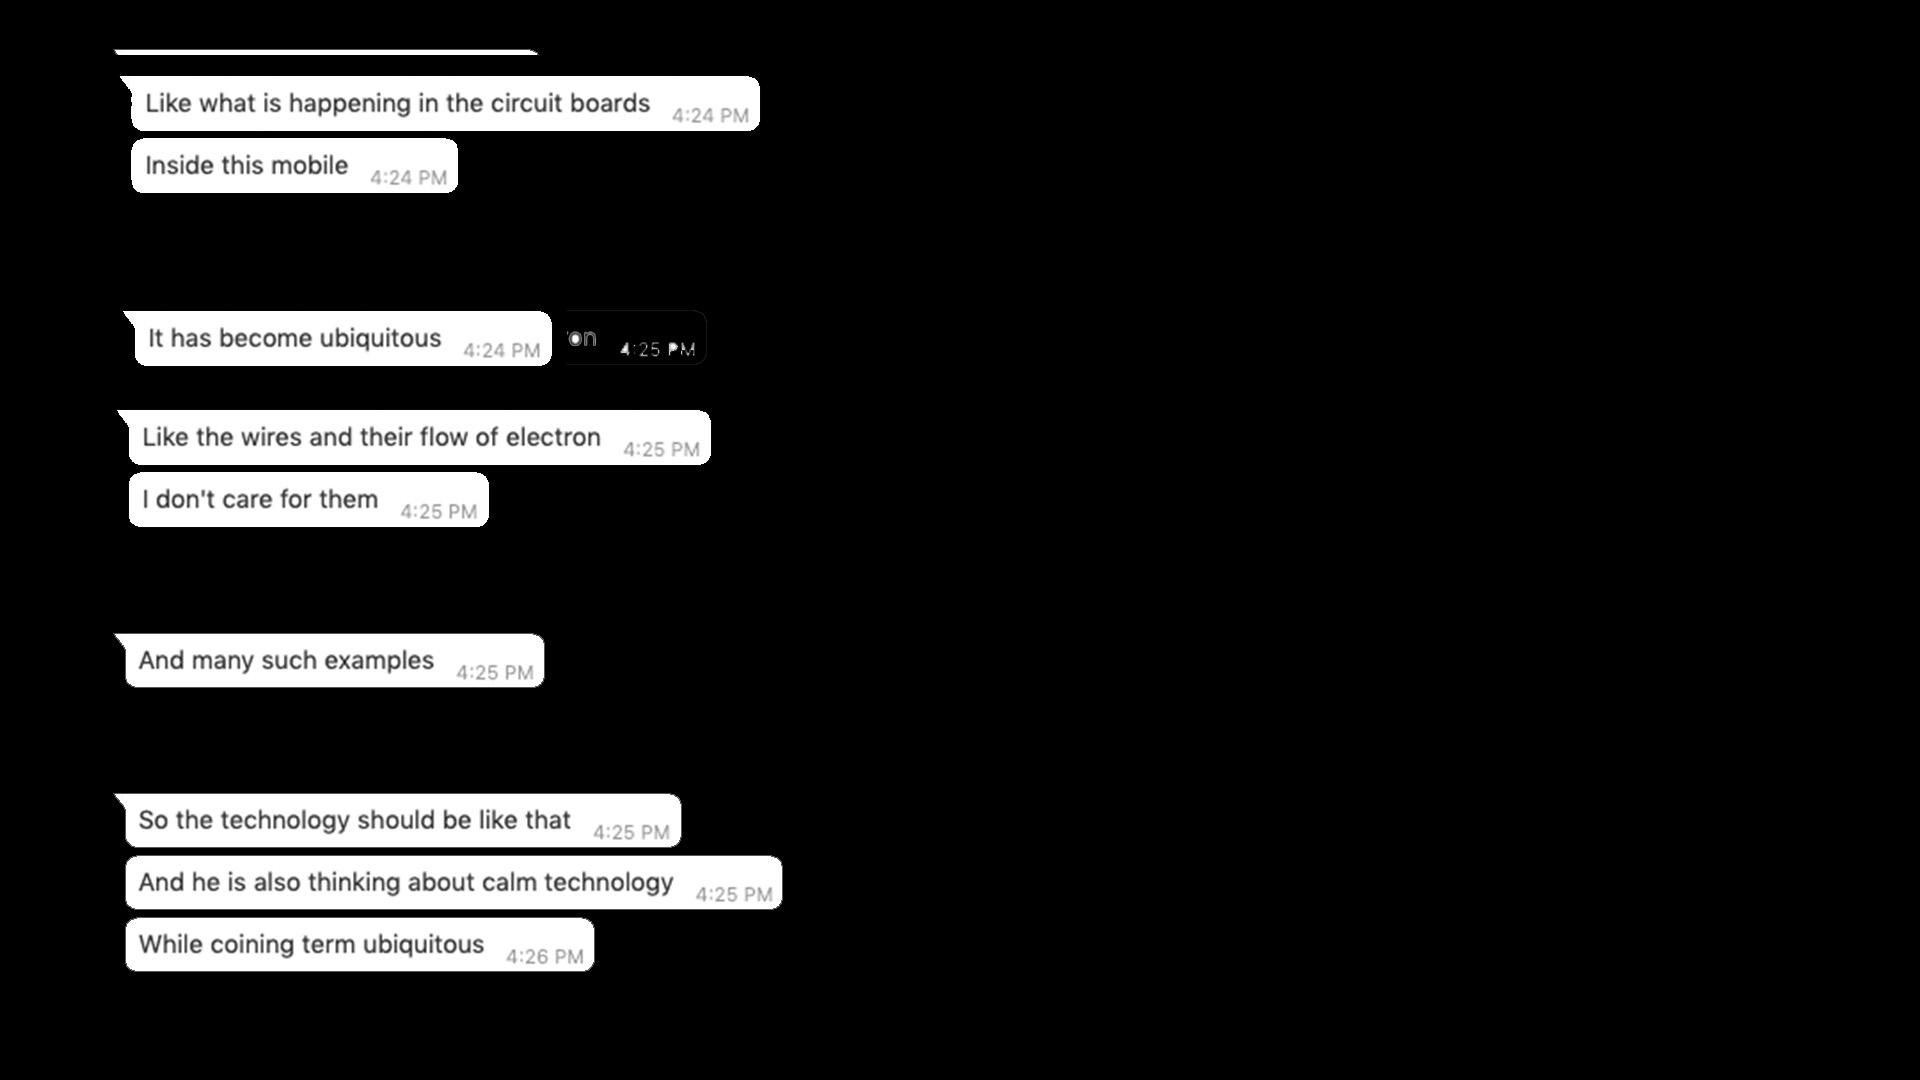 Like what is happening in the circuit boards 4:24 PM
Inside this mobile 4:24 PM
It has become ubiquitous 4:24 PM on 4:25 PM
Like the wires and their flow of electron 4:25 PM
I don't care for them 4:25 PM
And many such examples 4:25 PM
So the technology should be like that 4:25 PM
And he is also thinking about calm technology 4:25 PM
While coining term ubiquitous 4:26 PM